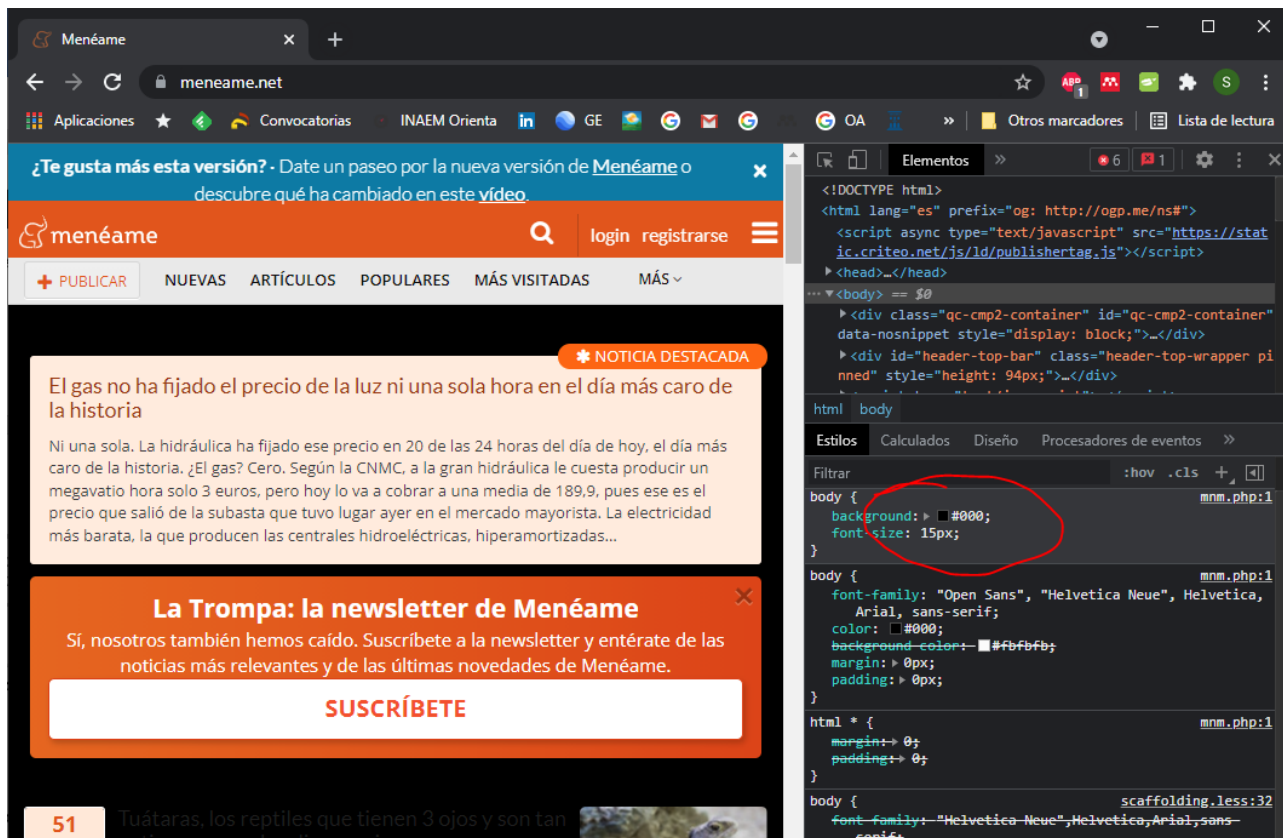 Menéame
meneame.net
ABP
1
S
Aplicaciones
Convocatorias
INAEM Orienta
in
GE
G
M
G
G OA
»
Otros marcadores
Lista de lectura
¿Te gusta más esta versión? · Date un paseo por la nueva versión de Menéame o
descubre qué ha cambiado en este vídeo.
menéame
login registrarse
PUBLICAR
NUEVAS
ARTÍCULOS
POPULARES
MÁS VISITADAS
MÁS
NOTICIA DESTACADA
El gas no ha fijado el precio de la luz ni una sola hora en el día más caro de
la historia
Ni una sola. La hidráulica ha fijado ese precio en 20 de las 24 horas del día de hoy, el día más
caro de la historia. ¿El gas? Cero. Según la CNMC, a la gran hidráulica le cuesta producir un
megavatio hora solo 3 euros, pero hoy lo va a cobrar a una media de 189,9, pues ese es el
precio que salió de la subasta que tuvo lugar ayer en el mercado mayorista. La electricidad
más barata, la que producen las centrales hidroeléctricas, hiperamortizadas...
La Trompa: la newsletter de Menéame
Sí, nosotros también hemos caído. Suscríbete a la newsletter y entérate de las
noticias más relevantes y de las últimas novedades de Menéame.
SUSCRÍBETE
51
Tuátaras, los reptiles que tienen 3 ojos y son tan
Elementos
»
6
1
<!DOCTYPE html>
<html lang="es" prefix="og: http://ogp.me/ns#">
<script async type="text/javascript" src="https://stat
ic.criteo.net/js/ld/publishertag.js"></script>
<head>…</head>
<body> == $0
<div class="qc-cmp2-container" id="qc-cmp2-container"
data-nosnippet style="display: block;">…</div>
<div id="header-top-bar" class="header-top-wrapper pi
nned" style="height: 94px;">…</div>
html body
Estilos
Calculados
Diseño
Procesadores de eventos
»
Filtrar
:hov .cls +
body {
mnm.php:1
background: #000;
font-size: 15px;
}
body {
mnm.php:1
font-family: "Open Sans", "Helvetica Neue", Helvetica,
Arial, sans-serif;
color: #000;
background-color: #fbfbfb;
margin: 0px;
padding: 0px;
}
html * {
mnm.php:1
margin: 0;
padding: 0;
}
body {
scaffolding.less:32
font-family: "Helvetica Neue",Helvetica,Arial,sans-
serif;